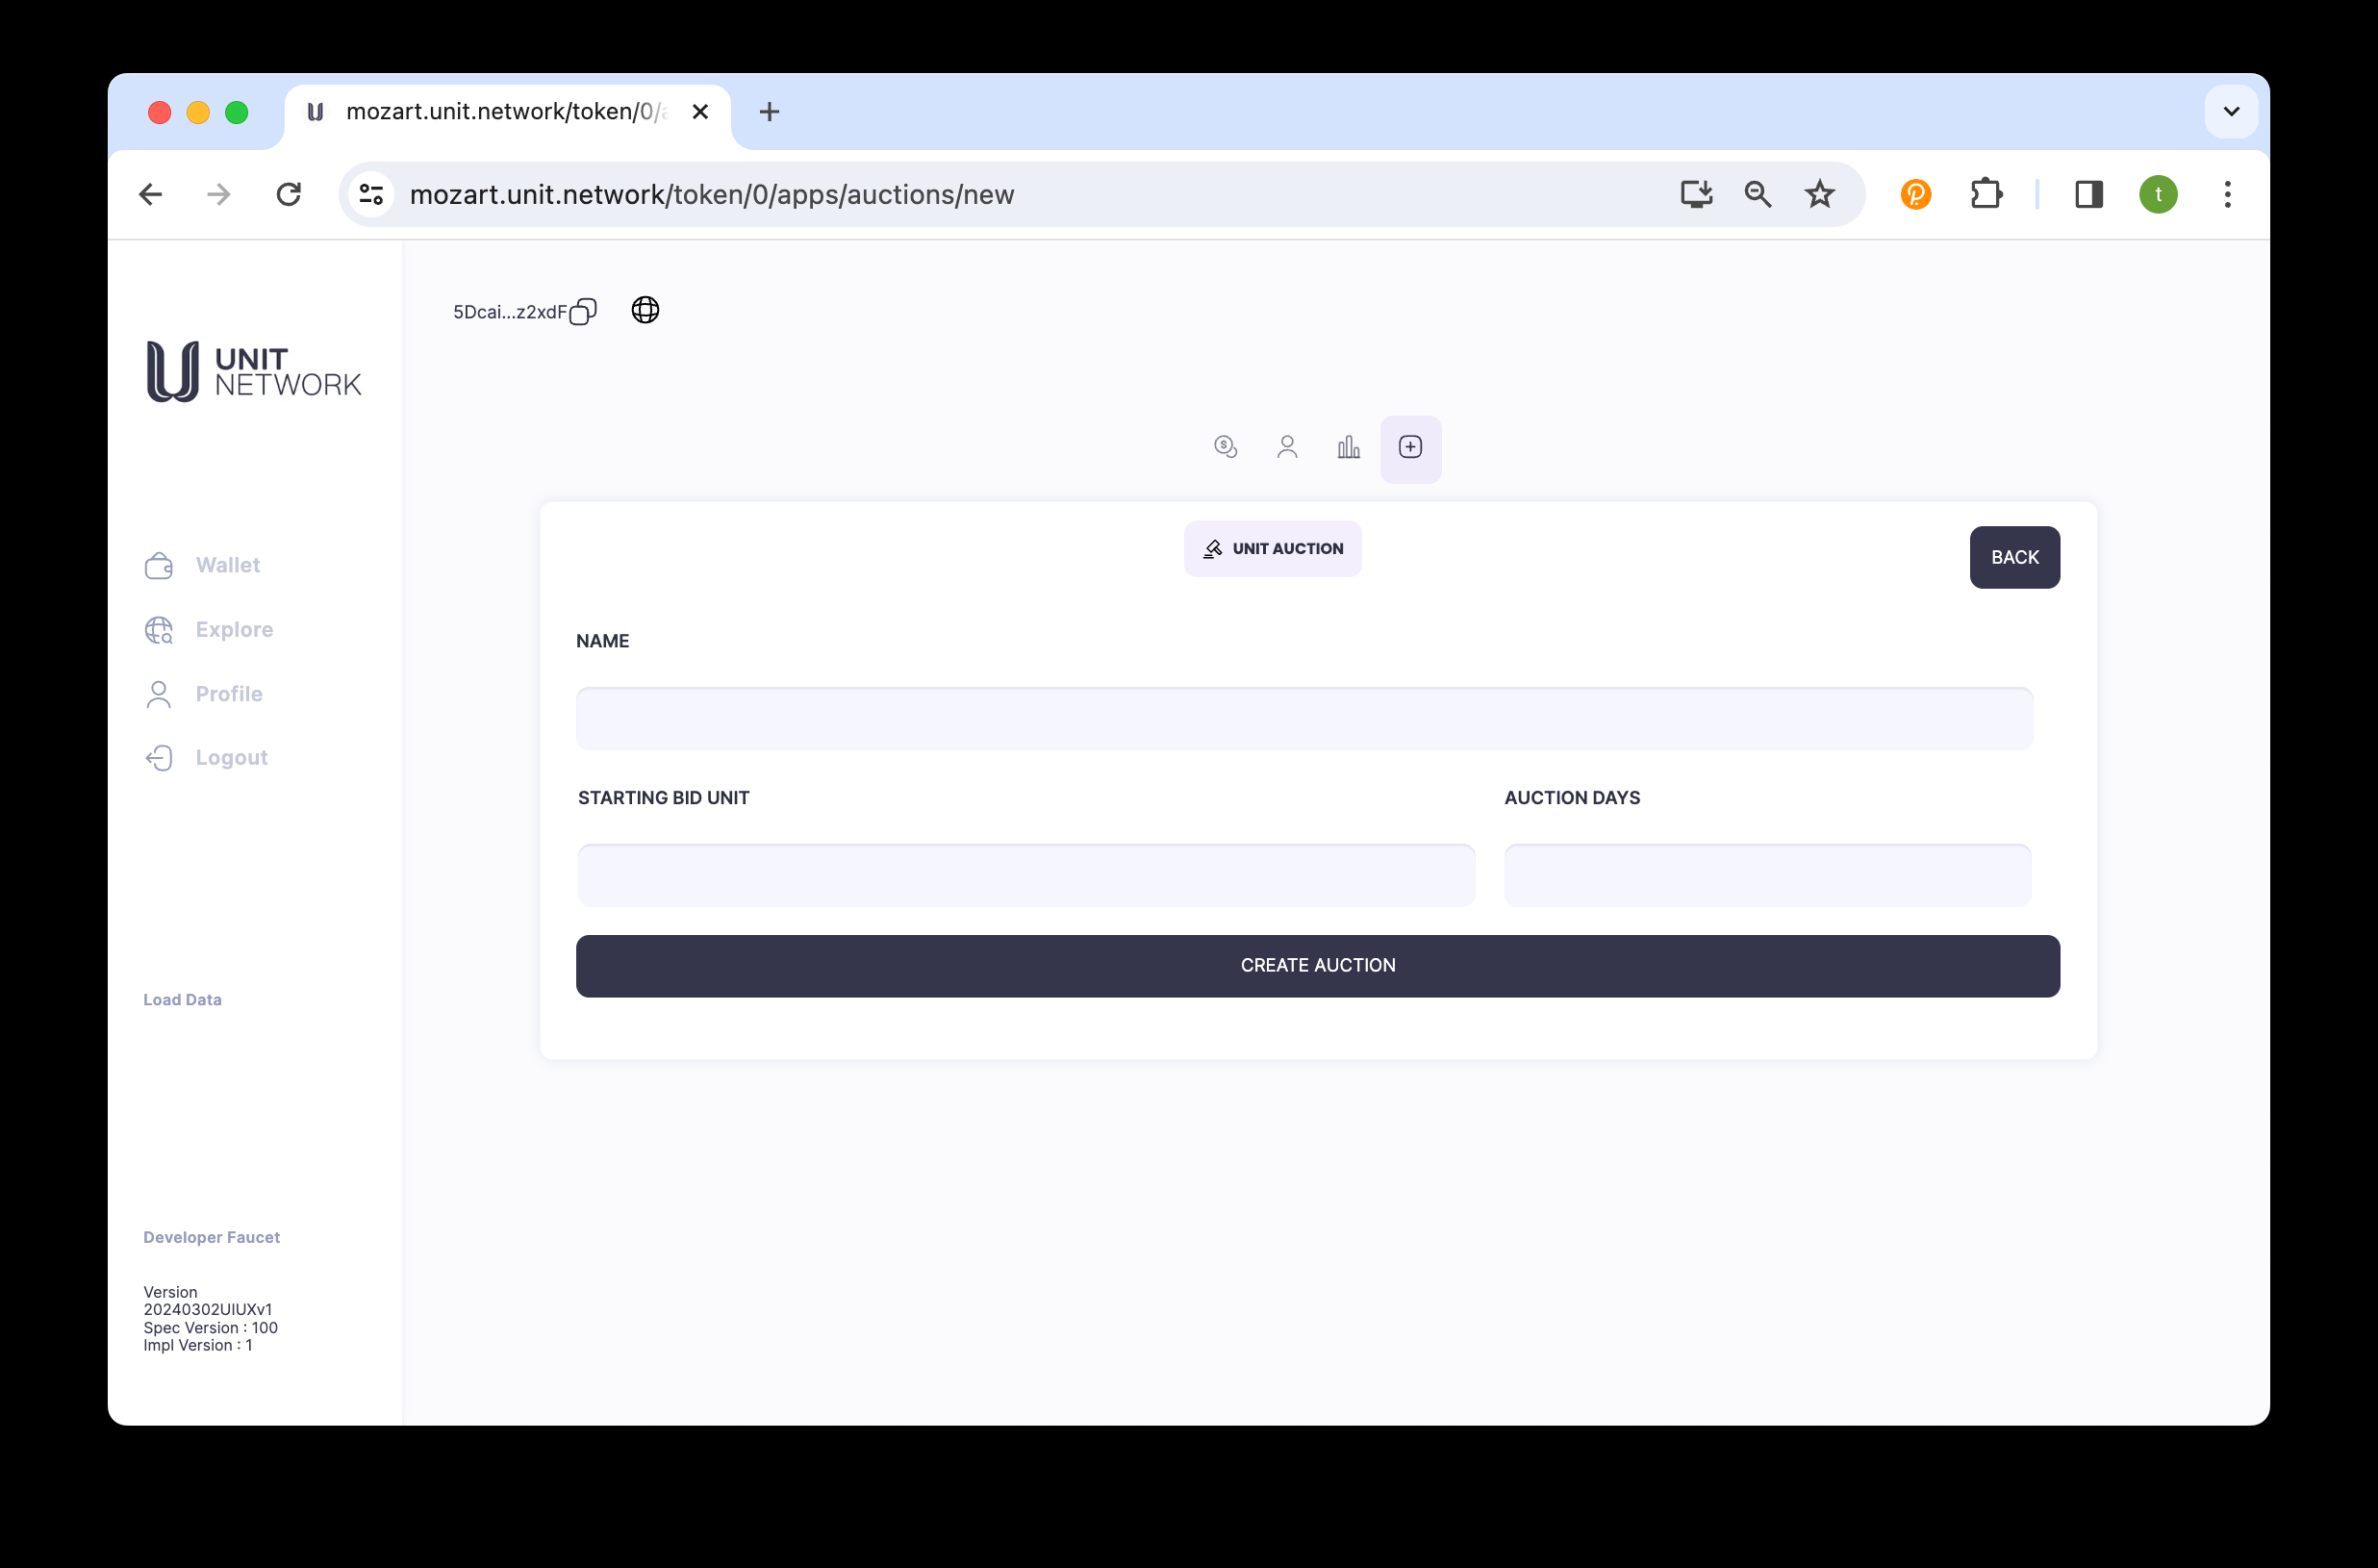 mozart.unit.network/token/0/a
mozart.unit.network/token/0/apps/auctions/new
t
5Dcai...z2xdF
UNIT
NETWORK
Wallet
Explore
Profile
Logout
Load Data
Developer Faucet
Version
20240302UIUXv1
Spec Version : 100
Impl Version : 1
UNIT AUCTION
BACK
NAME
STARTING BID UNIT
AUCTION DAYS
CREATE AUCTION